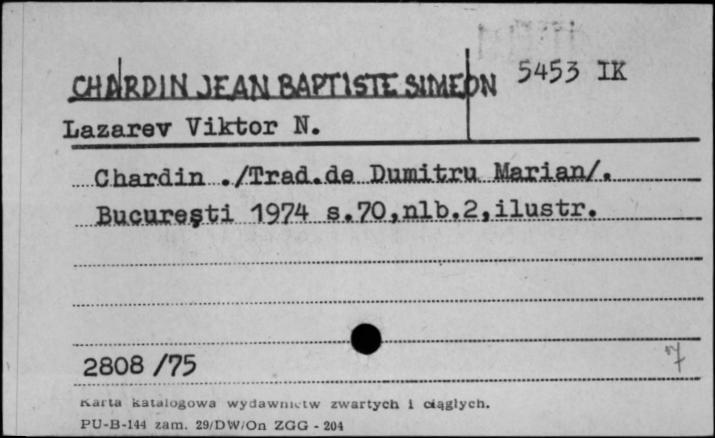 CHARDIN JEAN BAPTISTE SIMEON 5453 IK
Lazarev Viktor N.
Chardin ./Trad.de Dumitru Marian/.
București 1974 s.70,nlb.2,ilustr.
2808 /75 7
Karta katalogowa wydawnictw zwartych i ciągłych.
PU-B-144 zam. 29/DW/On ZGG - 204